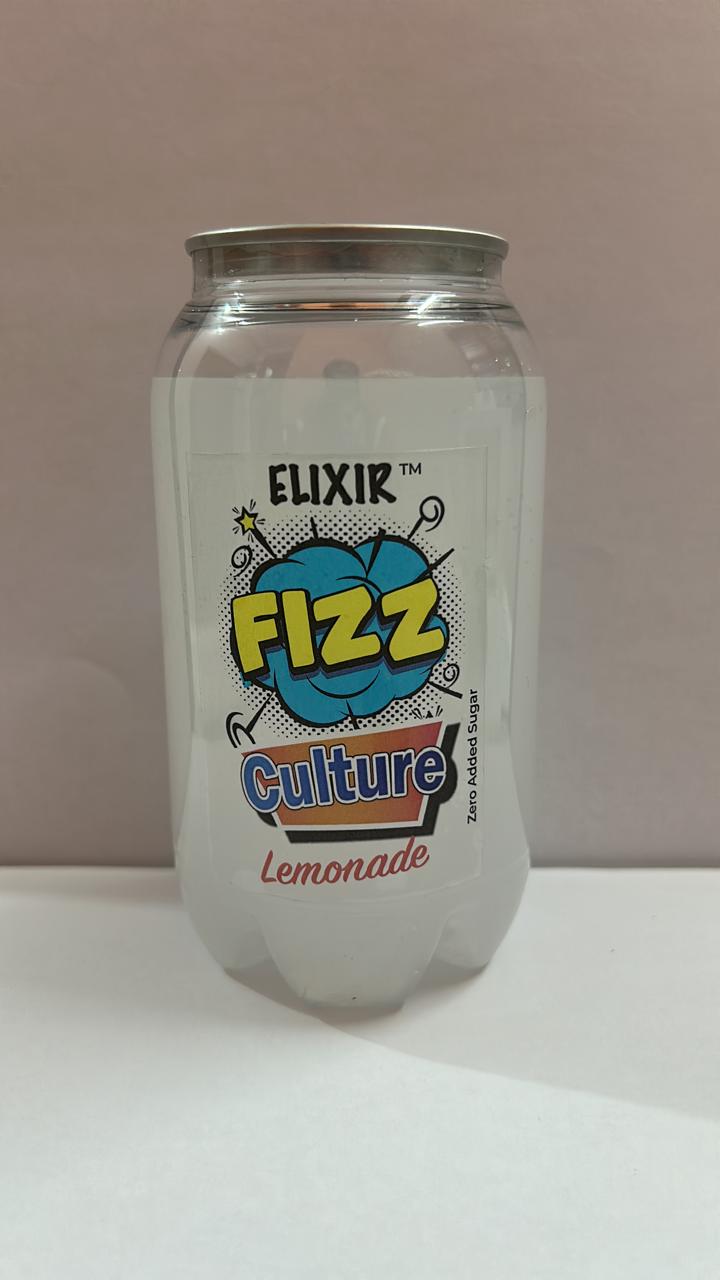 ELIXIR™
FIZZ
Culture
Lemonade
Zero Added Sugar